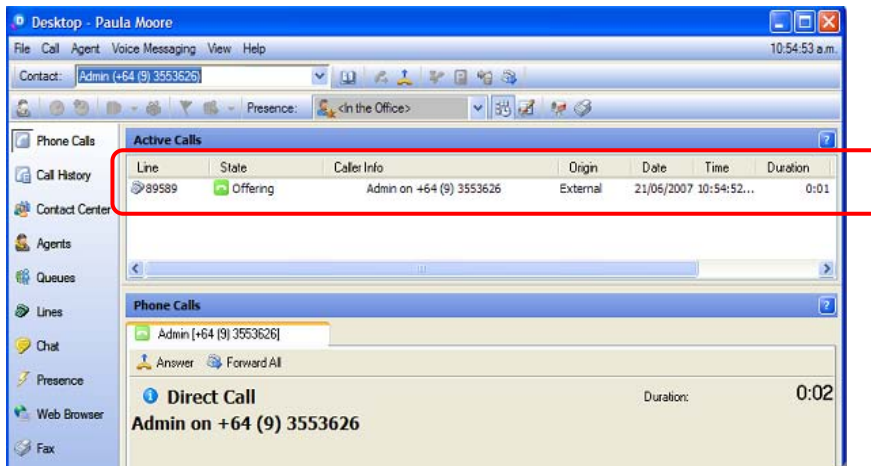 Desktop - Paula Moore
File Call Agent Voice Messaging View Help 10:54:53 a.m.
Contact: Admin (+64 (9) 3553626)
Presence: <In the Office>
Phone Calls
Call History
Contact Center
Agents
Queues
Lines
Chat
Presence
Web Browser
Fax
Active Calls
Line State Caller Info Origin Date Time Duration
89589 Offering Admin on +64 (9) 3553626 External 21/06/2007 10:54:52... 0:01
Phone Calls
Admin [+64 (9) 3553626]
Answer Forward All
Direct Call Duration: 0:02
Admin on +64 (9) 3553626